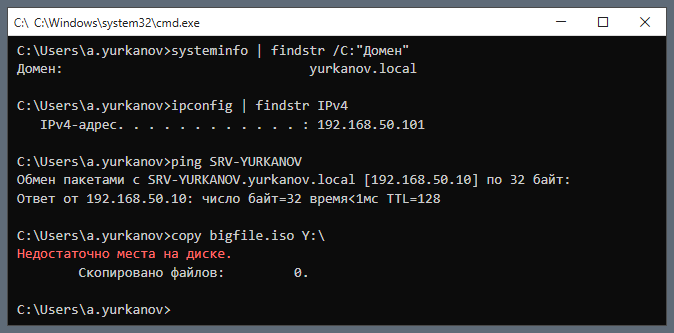 C:\ C:\Windows\system32\cmd.exe
C:\Users\a.yurkanov>systeminfo | findstr /C:"Домен"
Домен: yurkanov.local
C:\Users\a.yurkanov>ipconfig | findstr IPv4
IPv4-адрес. . . . . . . . . . . . : 192.168.50.101
C:\Users\a.yurkanov>ping SRV-YURKANOV
Обмен пакетами с SRV-YURKANOV.yurkanov.local [192.168.50.10] по 32 байт:
Ответ от 192.168.50.10: число байт=32 время<1мс TTL=128
C:\Users\a.yurkanov>copy bigfile.iso Y:\
Недостаточно места на диске.
Скопировано файлов: 0.
C:\Users\a.yurkanov>